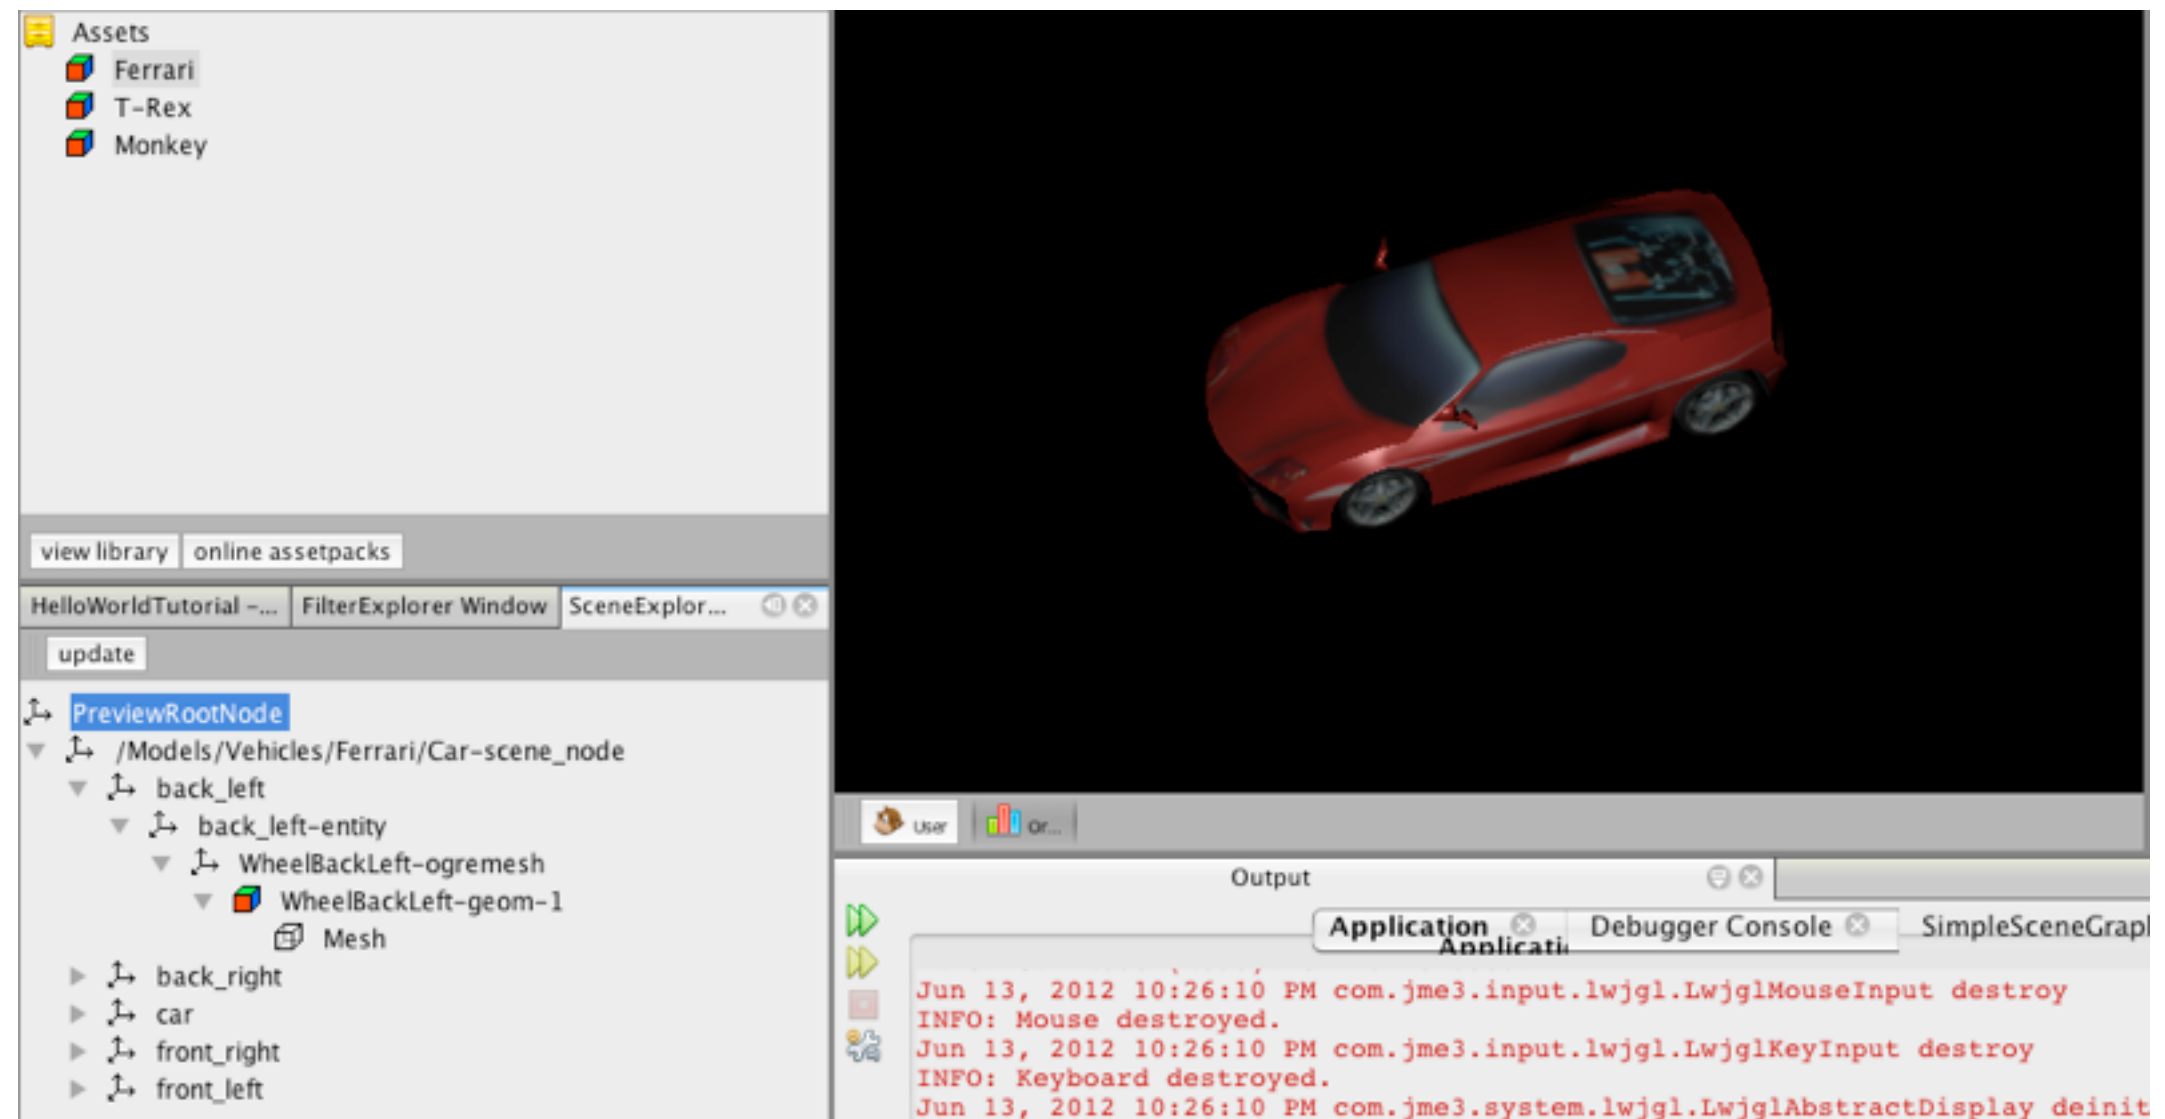 Assets
Ferrari
T-Rex
Monkey
view library
online assetpacks
HelloWorldTutorial -...
FilterExplorer Window
SceneExplor...
update
PreviewRootNode
/Models/Vehicles/Ferrari/Car-scene_node
back_left
back_left-entity
WheelBackLeft-ogremesh
WheelBackLeft-geom-1
Mesh
back_right
car
front_right
front_left
User
Or...
Output
Application
Debugger Console
SimpleSceneGrap
Applicati
Jun 13, 2012 10:26:10 PM com.jme3.input.lwjgl.LwjglMouseInput destroy
INFO: Mouse destroyed.
Jun 13, 2012 10:26:10 PM com.jme3.input.lwjgl.LwjglKeyInput destroy
INFO: Keyboard destroyed.
Jun 13, 2012 10:26:10 PM com.jme3.system.lwjgl.LwjglAbstractDisplay deinit